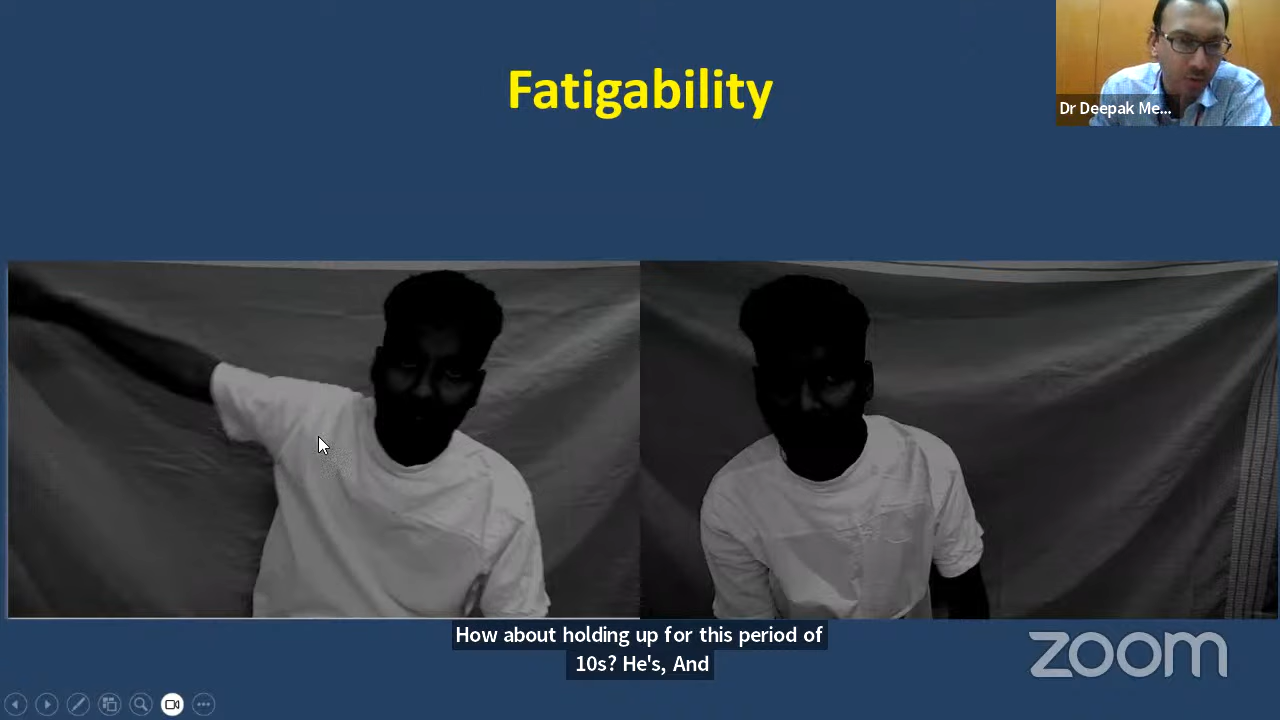 Fatigability
Dr Deepak Me...
How about holding up for this period of
10s? He's, And
zoom